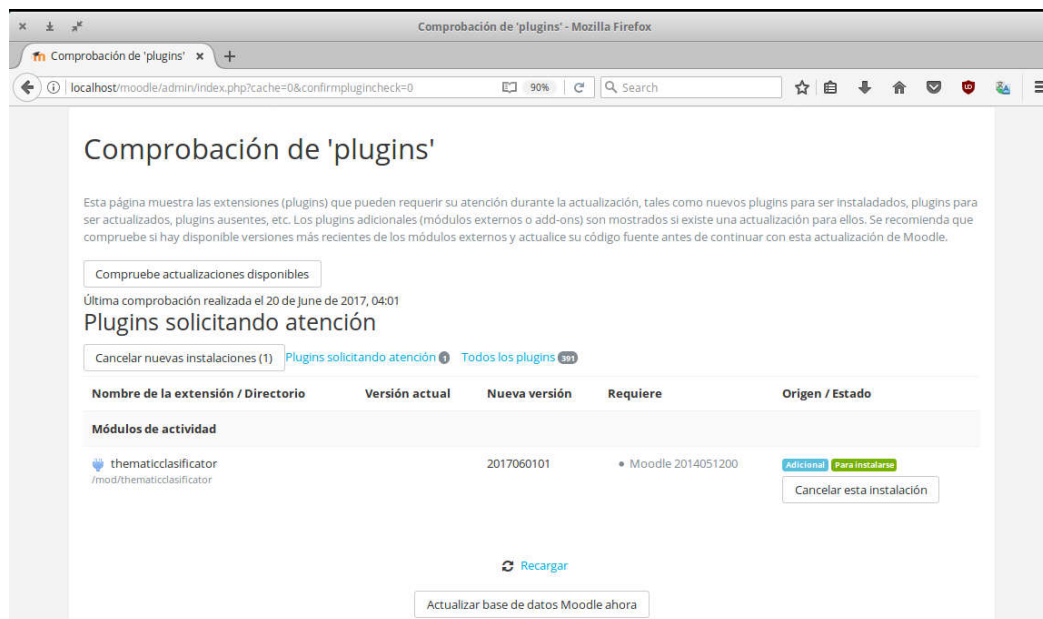 Comprobación de 'plugins' - Mozilla Firefox
Comprobación de 'plugins'
localhost/moodle/admin/index.php?cache=0&confirmplugincheck=0 90% Search
Comprobación de 'plugins'
Esta página muestra las extensiones (plugins) que pueden requerir su atención durante la actualización, tales como nuevos plugins para ser instaladados, plugins para
ser actualizados, plugins ausentes, etc. Los plugins adicionales (módulos externos o add-ons) son mostrados si existe una actualización para ellos. Se recomienda que
compruebe si hay disponible versiones más recientes de los módulos externos y actualice su código fuente antes de continuar con esta actualización de Moodle.
Compruebe actualizaciones disponibles
Última comprobación realizada el 20 de June de 2017, 04:01
Plugins solicitando atención
Cancelar nuevas instalaciones (1) Plugins solicitando atención 1 Todos los plugins 391
Nombre de la extensión / Directorio Versión actual Nueva versión Requiere Origen / Estado
Módulos de actividad
thematicclasificator 2017060101 Moodle 2014051200 Adicional Para instalarse
/mod/thematicclasificator
Cancelar esta instalación
Recargar
Actualizar base de datos Moodle ahora